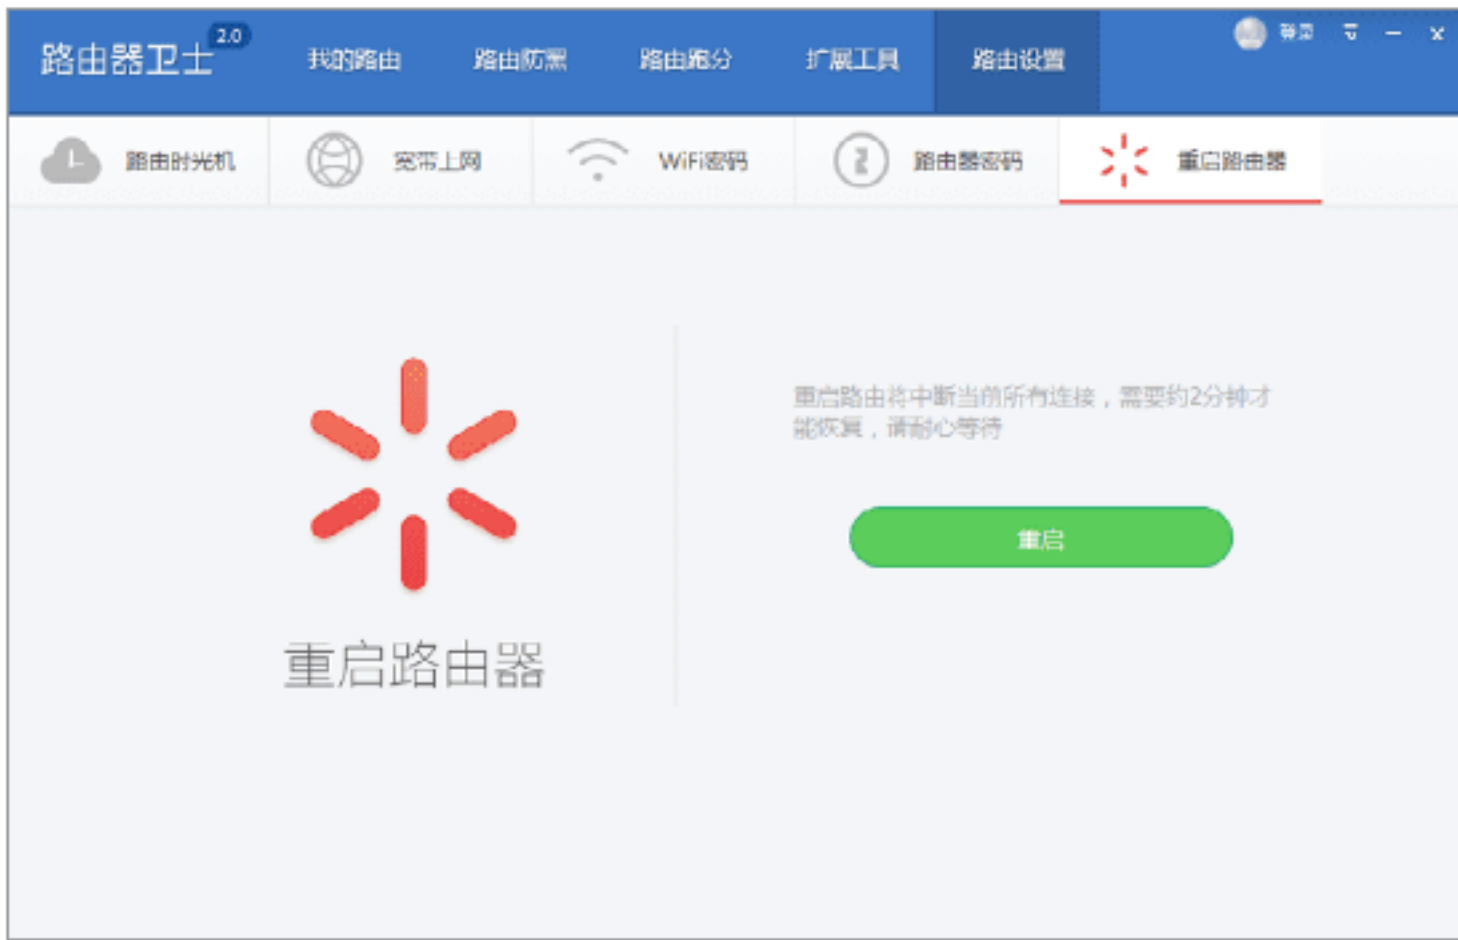 路由器卫士 2.0
我的路由
路由防黑
路由跑分
扩展工具
路由设置
登录
路由时光机
宽带上网
WiFi密码
路由器密码
重启路由器
重启路由将中断当前所有连接，需要约2分钟才
能恢复，请耐心等待
重启
重启路由器